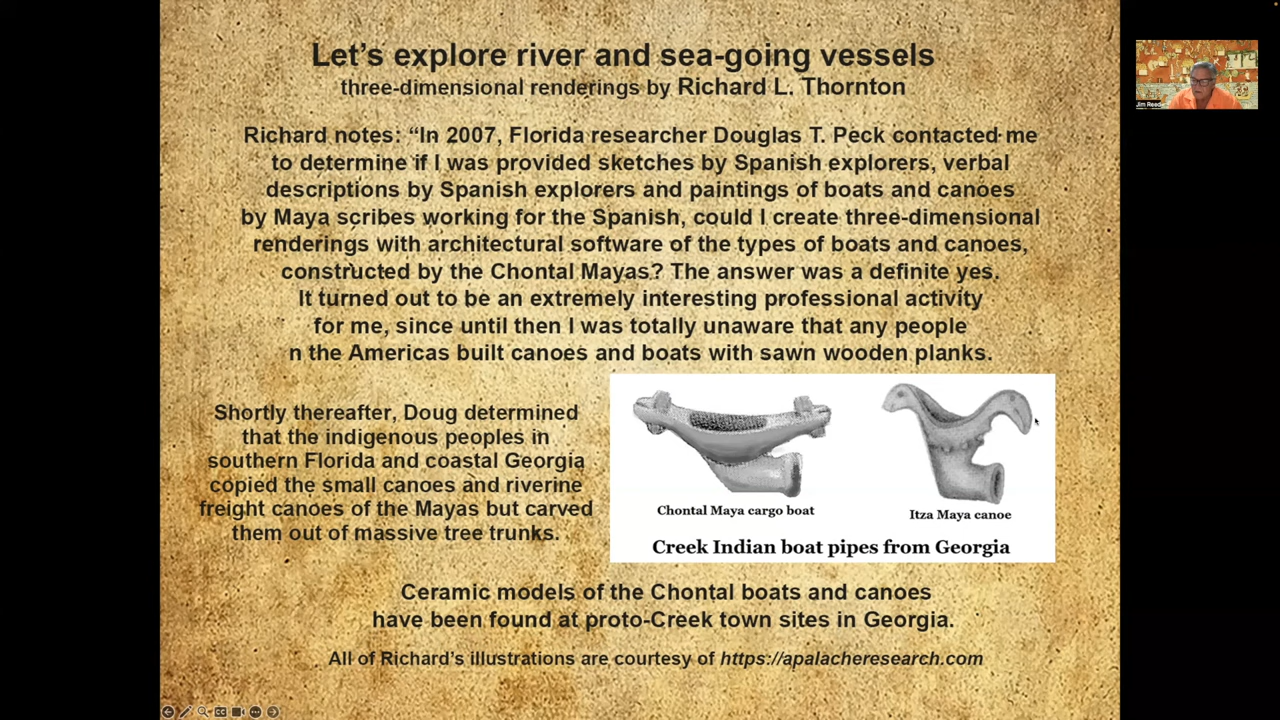 Let's explore river and sea-going vessels
three-dimensional renderings by Richard L. Thornton
Richard notes: “In 2007, Florida researcher Douglas T. Peck contacted me
to determine if I was provided sketches by Spanish explorers, verbal
descriptions by Spanish explorers and paintings of boats and canoes
by Maya scribes working for the Spanish, could I create three-dimensional
renderings with architectural software of the types of boats and canoes,
constructed by the Chontal Mayas? The answer was a definite yes.
It turned out to be an extremely interesting professional activity
for me, since until then I was totally unaware that any people
n the Americas built canoes and boats with sawn wooden planks.
Shortly thereafter, Doug determined
that the indigenous peoples in
southern Florida and coastal Georgia
copied the small canoes and riverine
freight canoes of the Mayas but carved
them out of massive tree trunks.
Chontal Maya cargo boat
Itza Maya canoe
Creek Indian boat pipes from Georgia
Ceramic models of the Chontal boats and canoes
have been found at proto-Creek town sites in Georgia.
All of Richard's illustrations are courtesy of https://apalacheresearch.com
Jim Reed